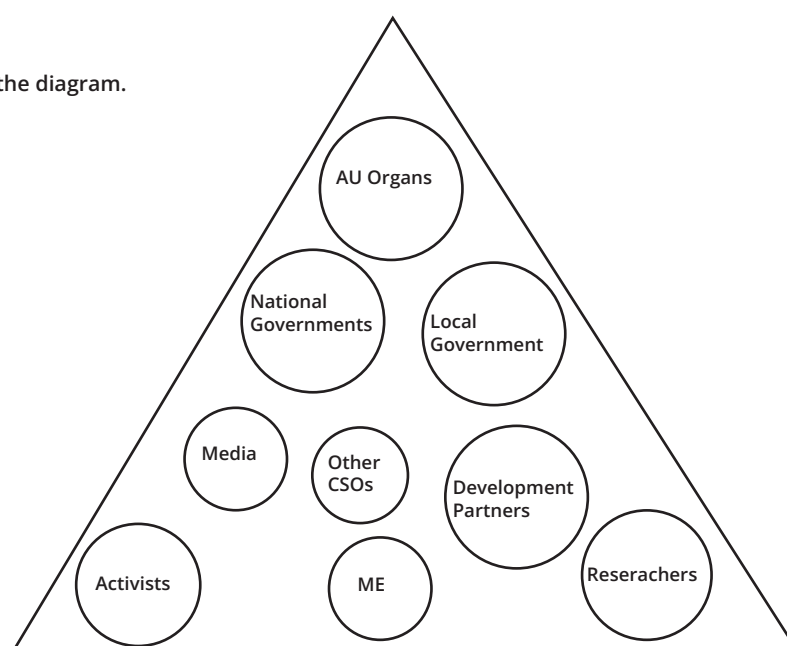 the diagram.
AU Organs
National
Governments
Local
Government
Media
Other
CSOs
Development
Partners
Activists
ME
Reserachers